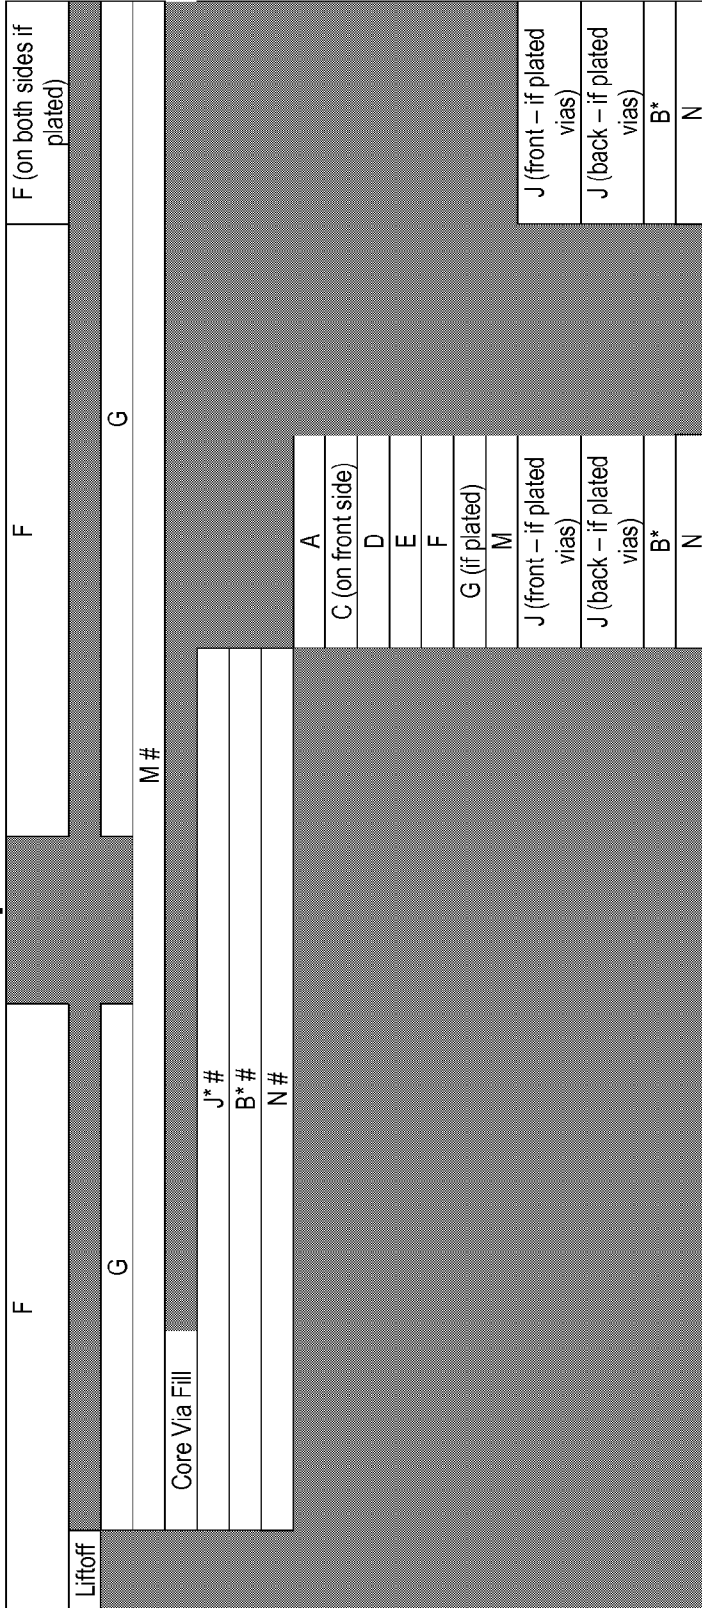 F
F
F (on both sides if
plated)
Liftoff
G
G
M #
Core Via Fill
J* #
B* #
N #
A
C (on front side)
D
E
F
G (if plated)
M
J (front – if plated
vias)
J (front – if plated
vias)
J (back – if plated
vias)
J (back – if plated
vias)
B*
B*
N
N